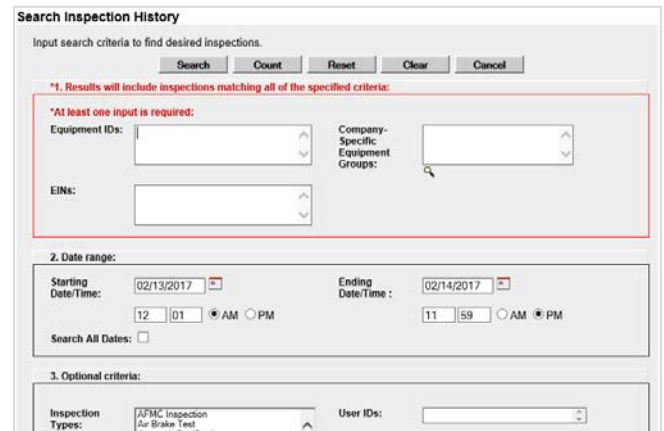 Search Inspection History
Input search criteria to find desired inspections.
Search Count Reset Clear Cancel
*1. Results will include inspections matching all of the specified criteria:
*At least one input is required:
Equipment IDs:
Company-
Specific
Equipment
Groups:
EINs:
2. Date range:
Starting
Date/Time:
02/13/2017
Ending
Date/Time :
02/14/2017
12 01 AM PM
11 59 AM PM
Search All Dates:
3. Optional criteria:
Inspection
Types:
AFMC Inspection
Air Brake Test
User IDs: